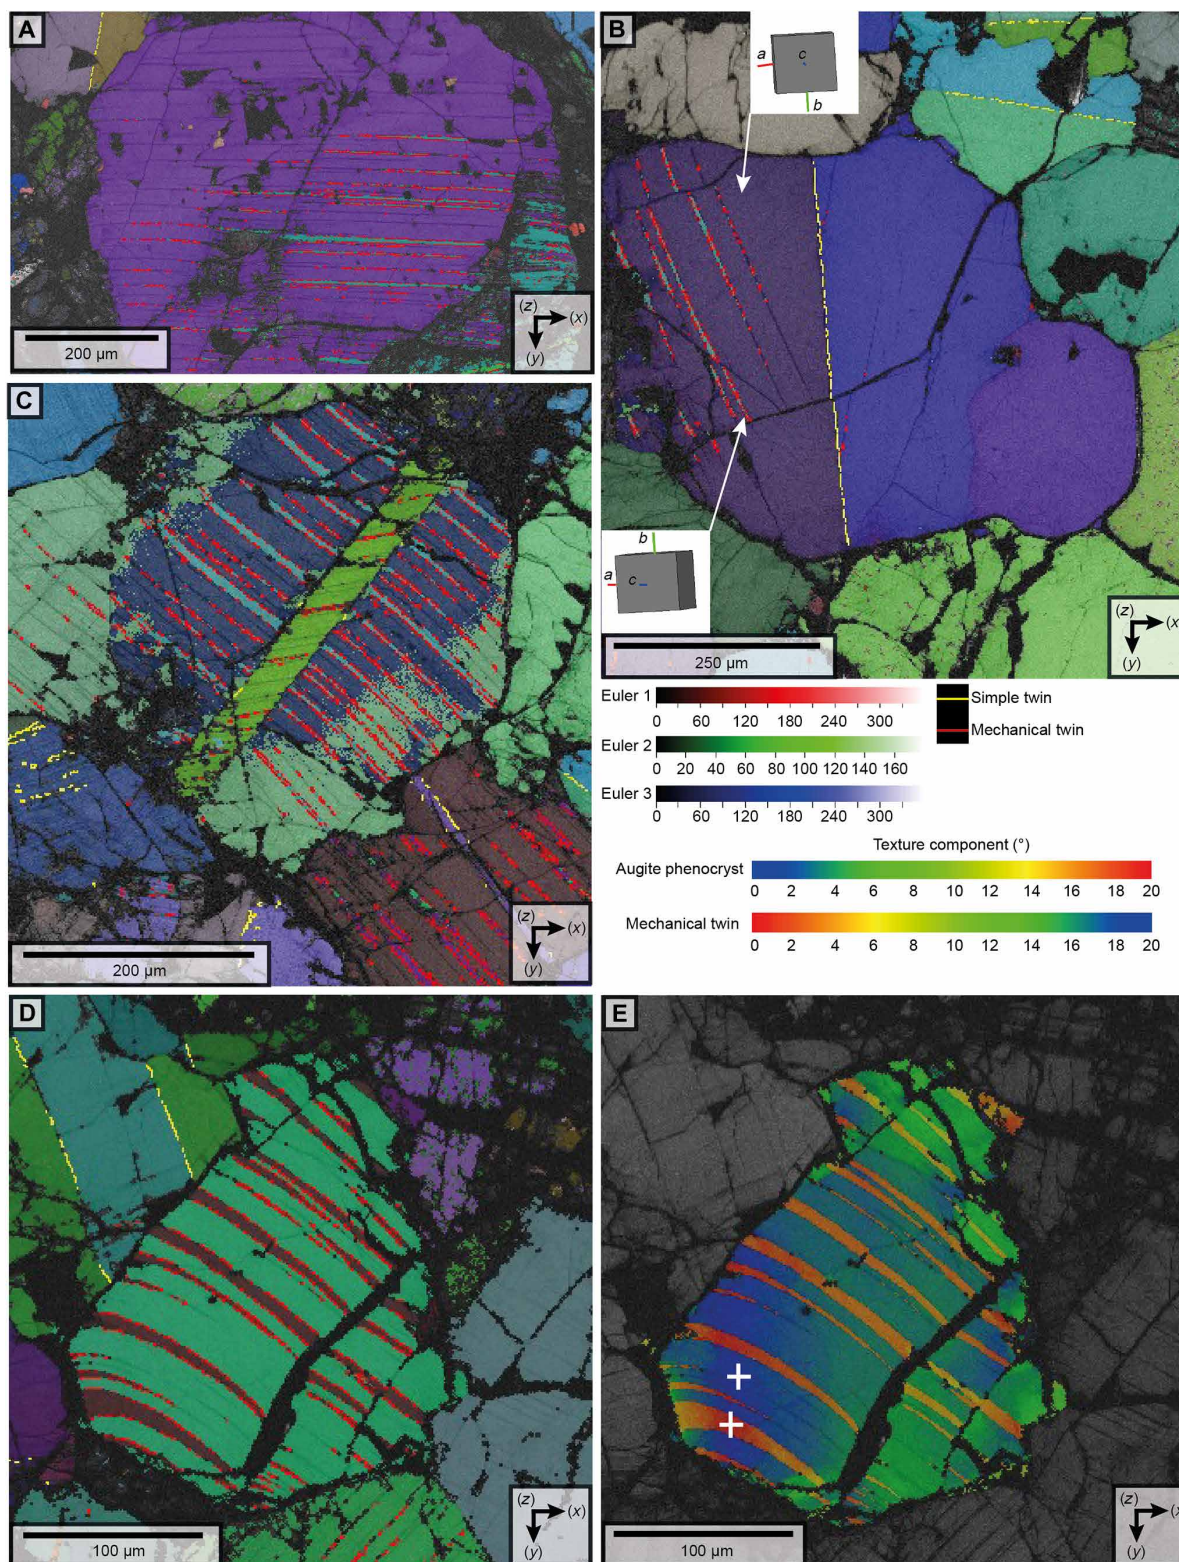 A
200 µm
(z)
(x)
(y)
B
a
c
b
b
a
c
250 µm
(z)
(x
(y)
C
200 µm
(z)
(x)
(y)
Euler 1
0 60 120 180 240 300
Euler 2
0 20 40 60 80 100 120 140 160
Euler 3
0 60 120 180 240 300
Simple twin
Mechanical twin
Texture component (°)
Augite phenocryst
0 2 4 6 8 10 12 14 16 18 20
Mechanical twin
0 2 4 6 8 10 12 14 16 18 20
D
100 µm
(z)
(x)
(y)
E
100 µm
(z)
(x)
(y)